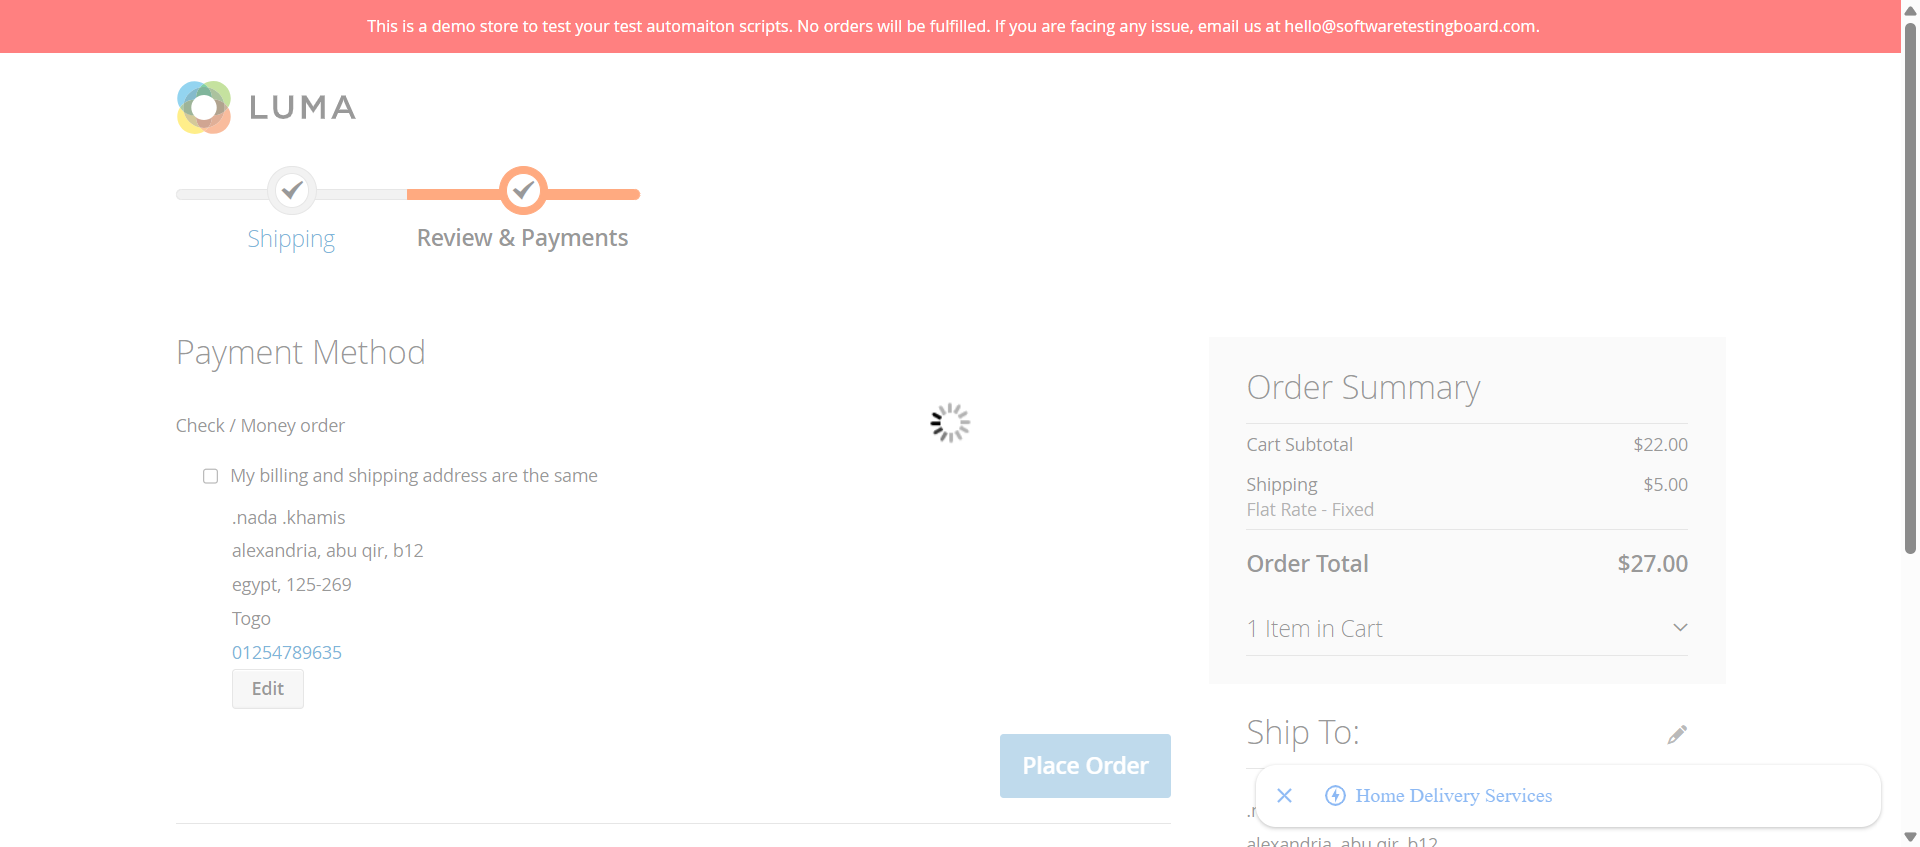 This is a demo store to test your test automaiton scripts. No orders will be fulfilled. If you are facing any issue, email us at hello@softwaretestingboard.com.
LUMA
Shipping
Review & Payments
Payment Method
Check / Money order
My billing and shipping address are the same
.nada .khamis
alexandria, abu qir, b12
egypt, 125-269
Togo
01254789635
Edit
Place Order
Order Summary
Cart Subtotal $22.00
Shipping $5.00
Flat Rate - Fixed
Order Total $27.00
1 Item in Cart
Ship To:
Home Delivery Services
alexandria, abu qir, b12